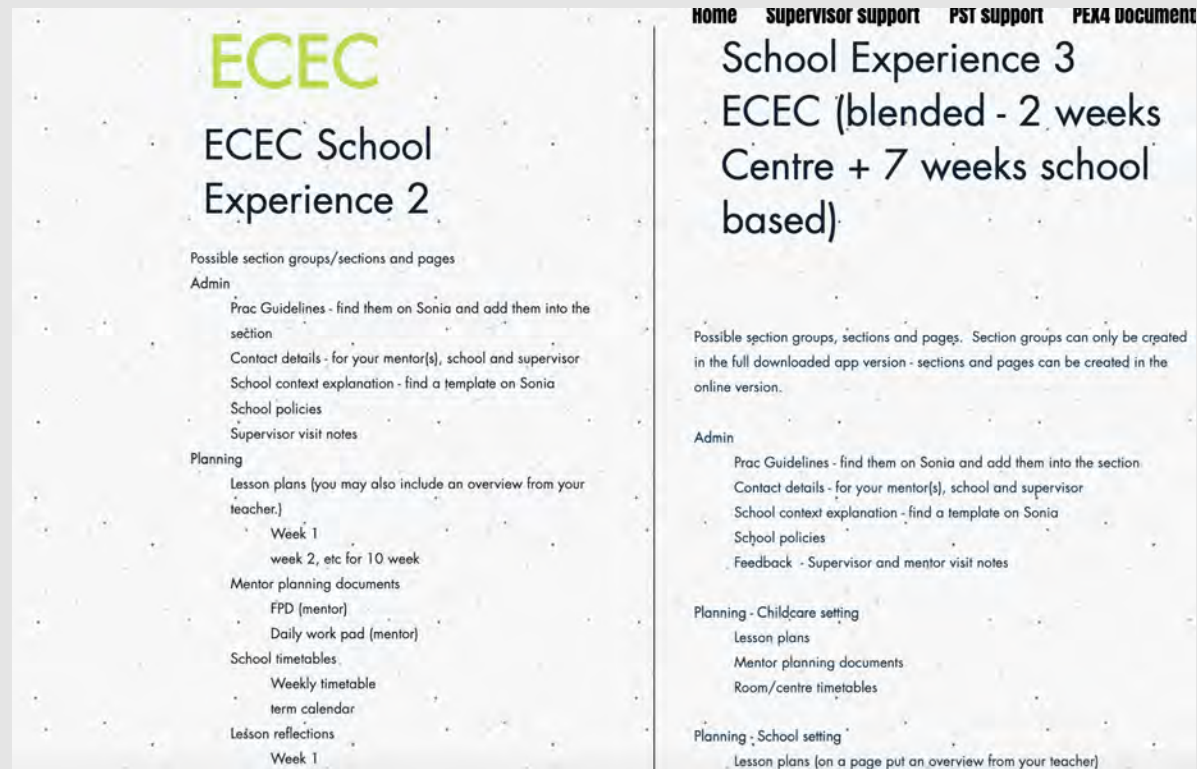 Home Supervisor support PST support PEX4 Document
ECEC
ECEC School
Experience 2
Possible section groups/sections and pages
Admin
Prac Guidelines - find them on Sonia and add them into the
section
Contact details - for your mentor(s), school and supervisor
School context explanation - find a template on Sonia
School policies
Supervisor visit notes
Planning
Lesson plans (you may also include an overview from your
teacher.)
Week 1
week 2, etc for 10 week
Mentor planning documents
FPD (mentor)
Daily work pad (mentor)
School timetables
Weekly timetable
term calendar
Lesson reflections
Week 1
School Experience 3
ECEC (blended - 2 weeks
Centre + 7 weeks school
based)
Possible section groups, sections and pages. Section groups can only be created
in the full downloaded app version - sections and pages can be created in the
online version.
Admin
Prac Guidelines - find them on Sonia and add them into the section
Contact details - for your mentor(s), school and supervisor
School context explanation - find a template on Sonia
School policies
Feedback - Supervisor and mentor visit notes
Planning - Childcare setting
Lesson plans
Mentor planning documents
Room/centre timetables
Planning - School setting
Lesson plans (on a page put an overview from your teacher)